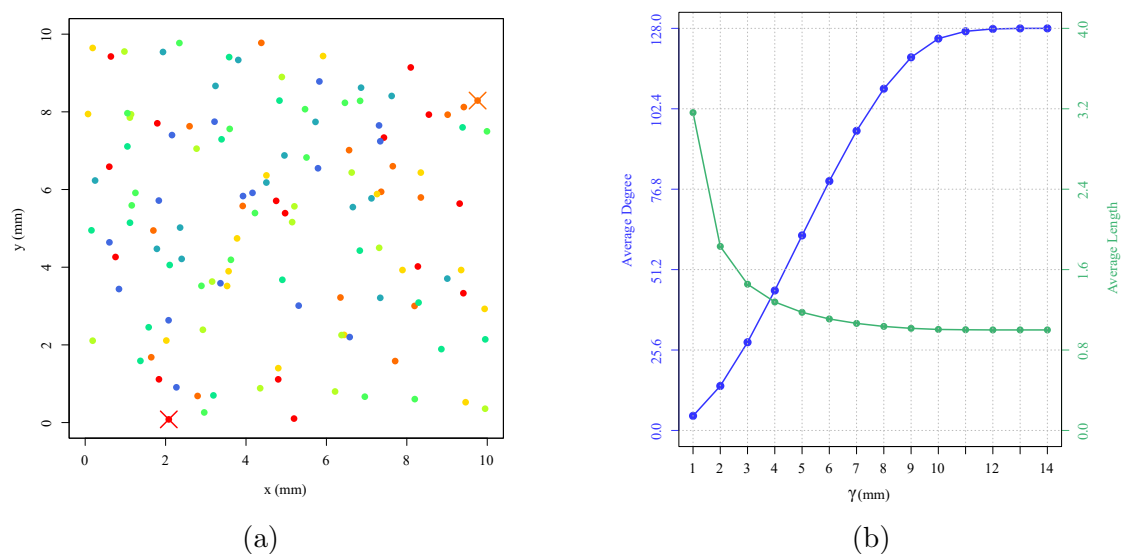 0 2 4 6 8 10
y (mm)
0 2 4 6 8 10
x (mm)
(a)
0.0 25.6 51.2 76.8 102.4 128.0
Average Degree
0.0 0.8 1.6 2.4 3.2 4.0
Average Length
1 2 3 4 5 6 7 8 9 10 12 14
γ (mm)
(b)